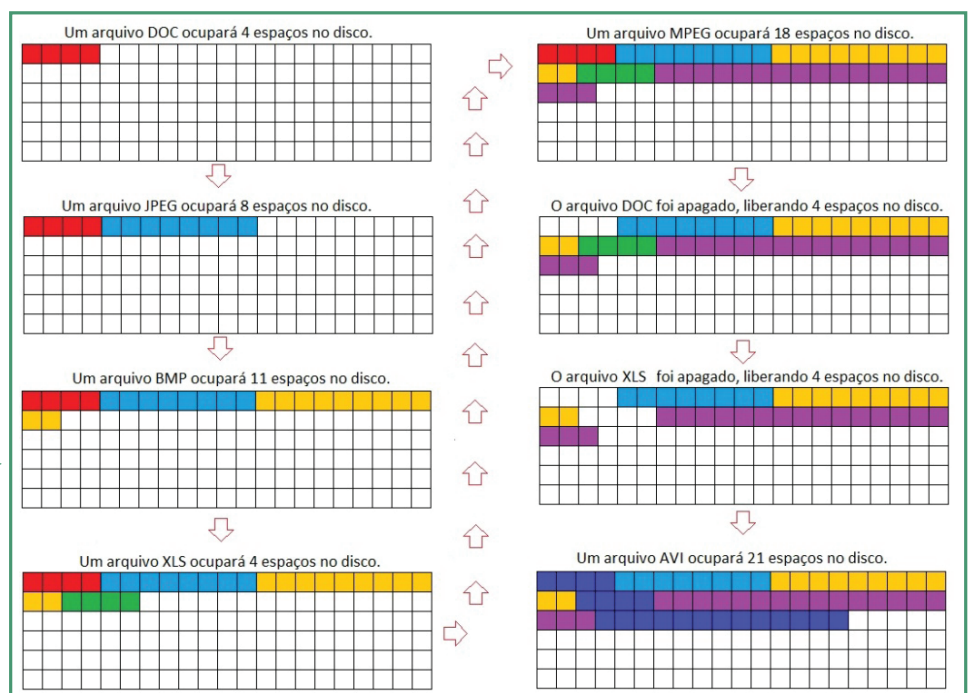 Um arquivo DOC ocupará 4 espaços no disco.
Um arquivo JPEG ocupará 8 espaços no disco.
Um arquivo BMP ocupará 11 espaços no disco.
Um arquivo XLS ocupará 4 espaços no disco.
Um arquivo MPEG ocupará 18 espaços no disco.
O arquivo DOC foi apagado, liberando 4 espaços no disco.
O arquivo XLS foi apagado, liberando 4 espaços no disco.
Um arquivo AVI ocupará 21 espaços no disco.